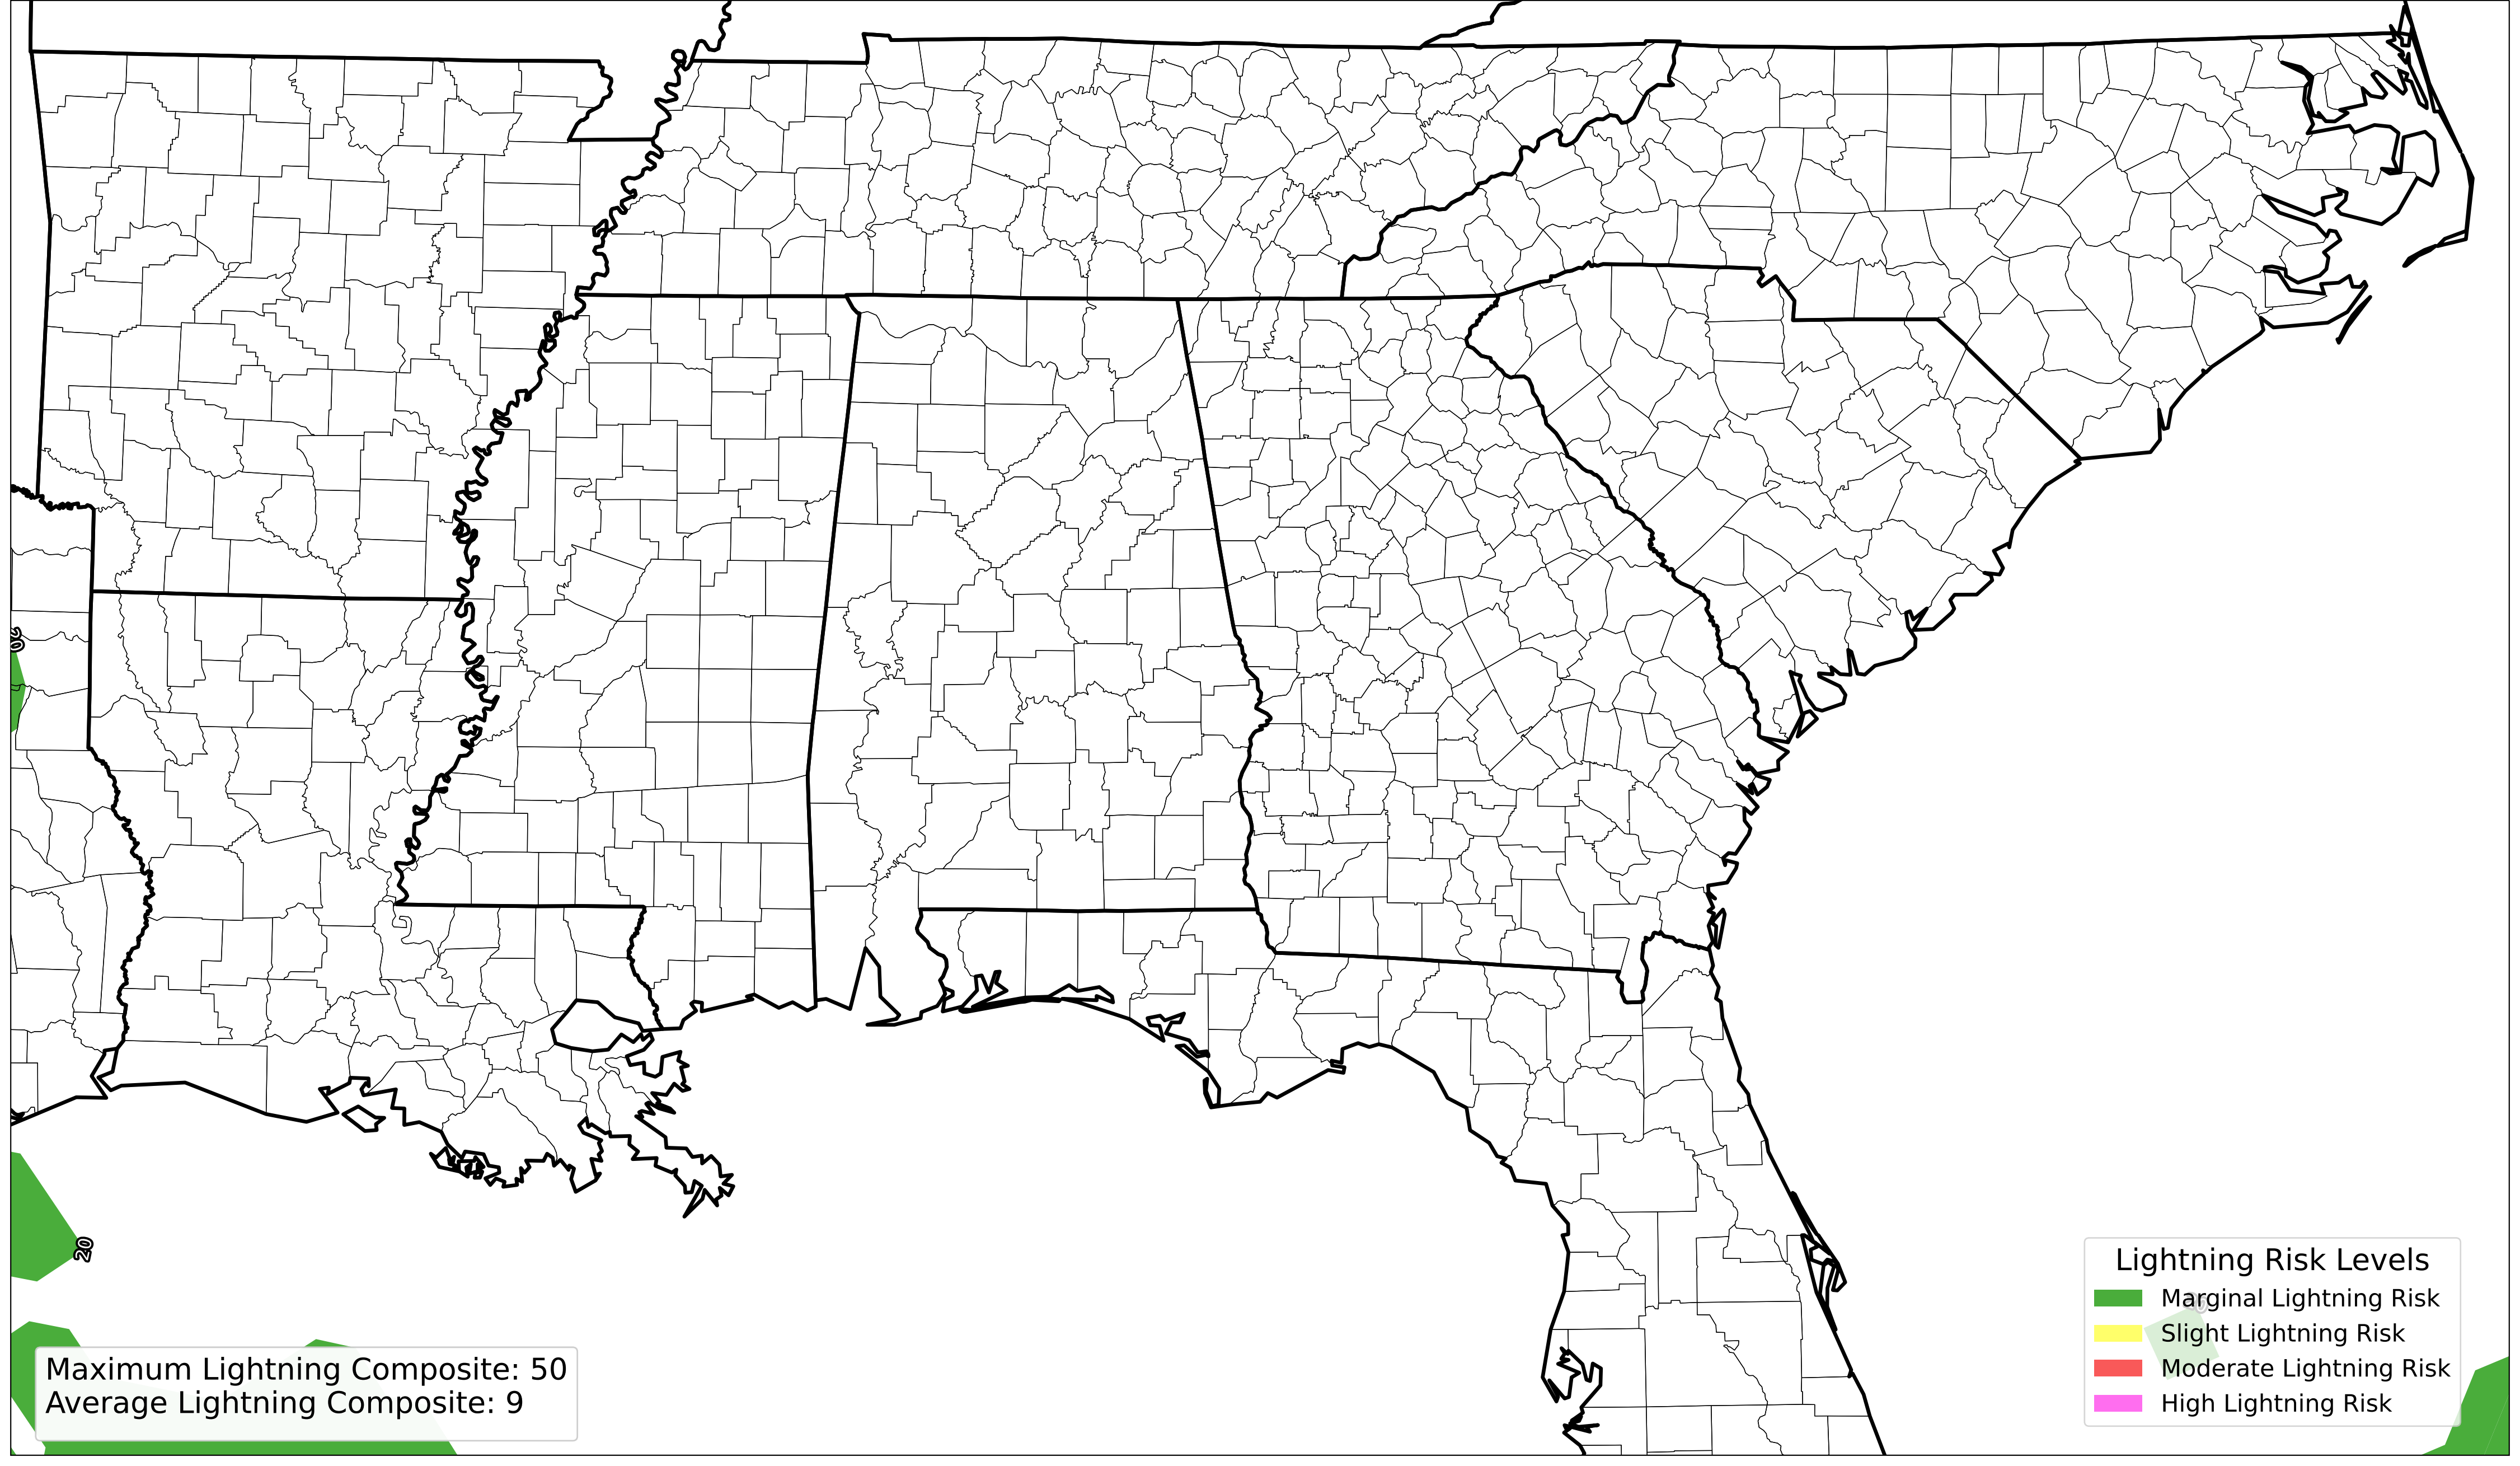 20
20
Maximum Lightning Composite: 50
Average Lightning Composite: 9
Lightning Risk Levels
Marginal Lightning Risk
Slight Lightning Risk
Moderate Lightning Risk
High Lightning Risk